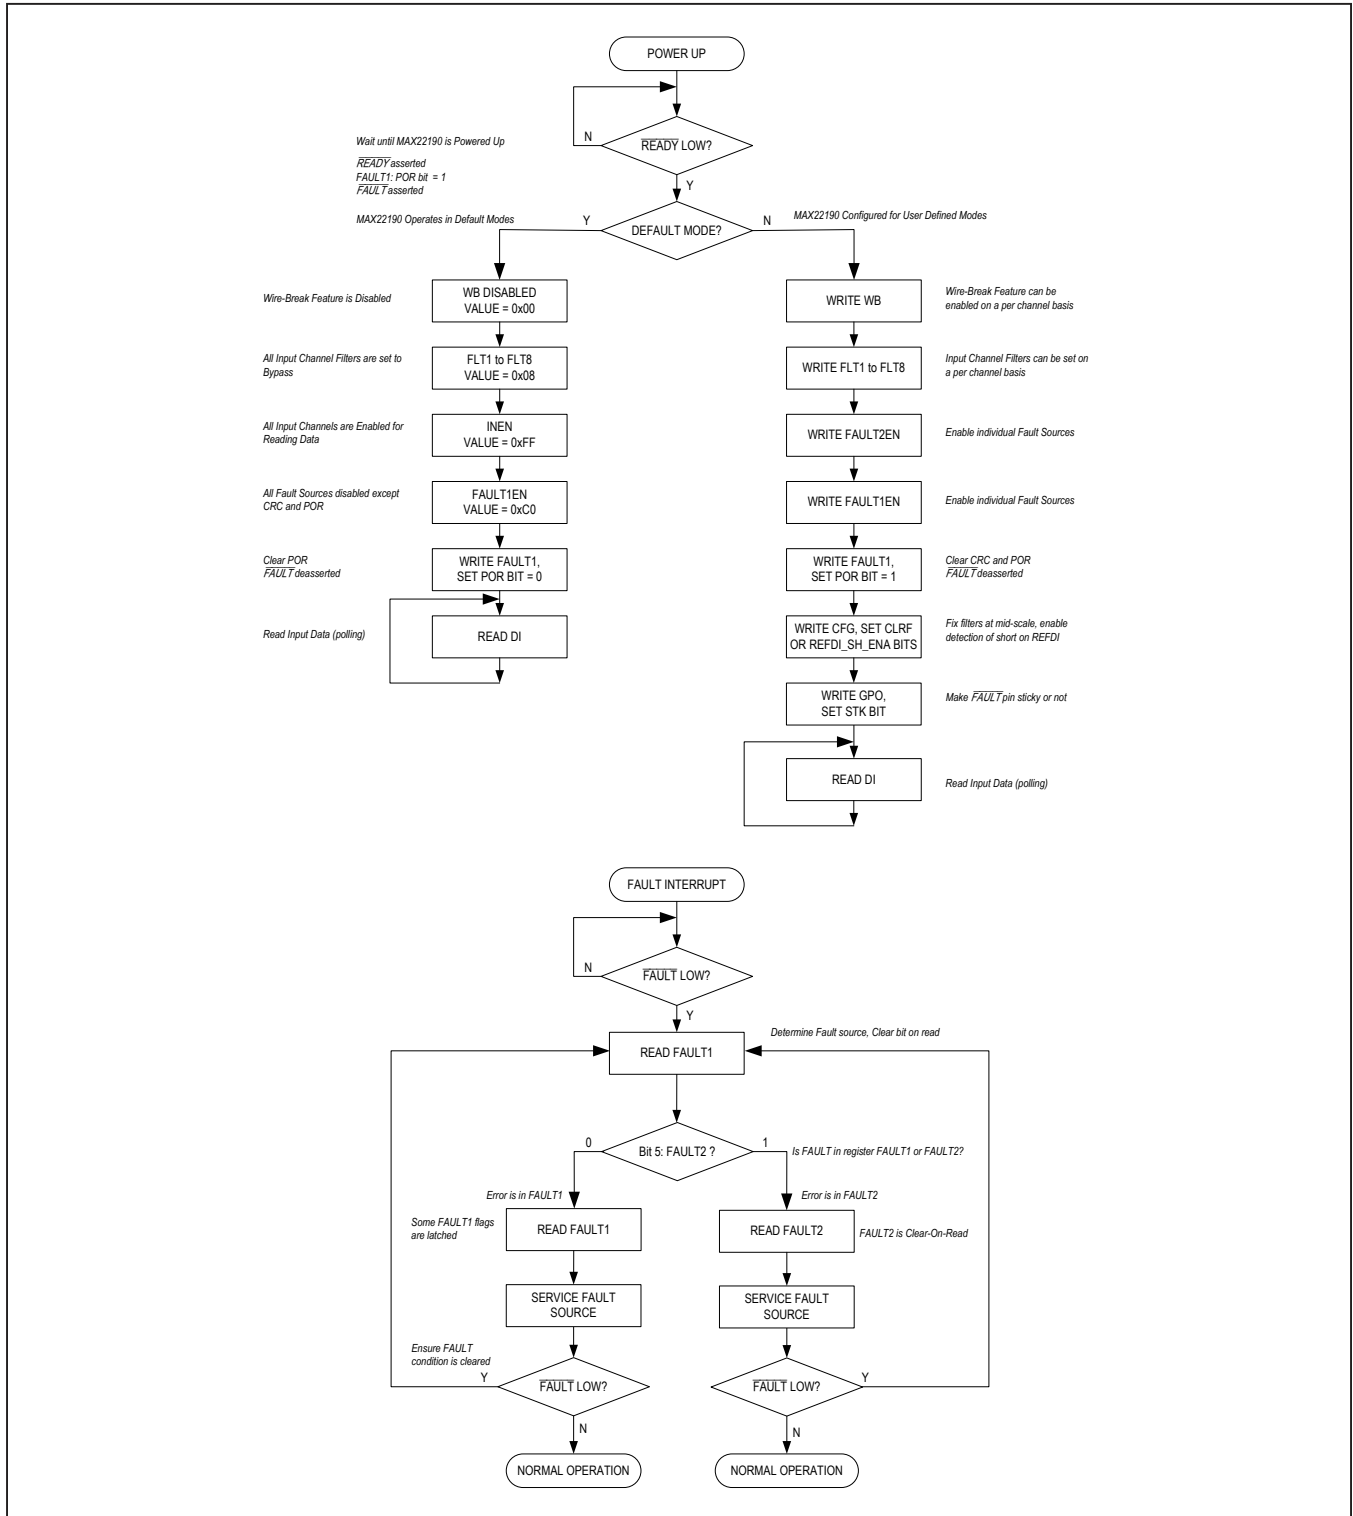 POWER UP
N
READY LOW?
Wait until MAX22190 is Powered Up
READY asserted
FAULT1: POR bit = 1
FAULT asserted
Y
MAX22190 Operates in Default Modes
Y
DEFAULT MODE?
N
MAX22190 Configured for User Defined Modes
Wire-Break Feature is Disabled
WB DISABLED
VALUE = 0x00
WRITE WB
Wire-Break Feature can be
enabled on a per channel basis
All Input Channel Filters are set to
Bypass
FLT1 to FLT8
VALUE = 0x08
WRITE FLT1 to FLT8
Input Channel Filters can be set on
a per channel basis
All Input Channels are Enabled for
Reading Data
INEN
VALUE = 0xFF
WRITE FAULT2EN
Enable individual Fault Sources
All Fault Sources disabled except
CRC and POR
FAULT1EN
VALUE = 0xC0
WRITE FAULT1EN
Enable individual Fault Sources
Clear POR
FAULT deasserted
WRITE FAULT1,
SET POR BIT = 0
WRITE FAULT1,
SET POR BIT = 1
Clear CRC and POR
FAULT deasserted
Read Input Data (polling)
READ DI
WRITE CFG, SET CLRF
OR REFDI_SH_ENA BITS
Fix filters at mid-scale, enable
detection of short on REFDI
WRITE GPO,
SET STK BIT
Make FAULT pin sticky or not
READ DI
Read Input Data (polling)
FAULT INTERRUPT
N
FAULT LOW?
Y
Determine Fault source, Clear bit on read
READ FAULT1
0
Bit 5: FAULT2 ?
1
Is FAULT in register FAULT1 or FAULT2?
Error is in FAULT1
Error is in FAULT2
Some FAULT1 flags
are latched
READ FAULT1
READ FAULT2
FAULT2 is Clear-On-Read
SERVICE FAULT
SOURCE
SERVICE FAULT
SOURCE
Ensure FAULT
condition is cleared
Y
FAULT LOW?
FAULT LOW?
Y
N
N
NORMAL OPERATION
NORMAL OPERATION